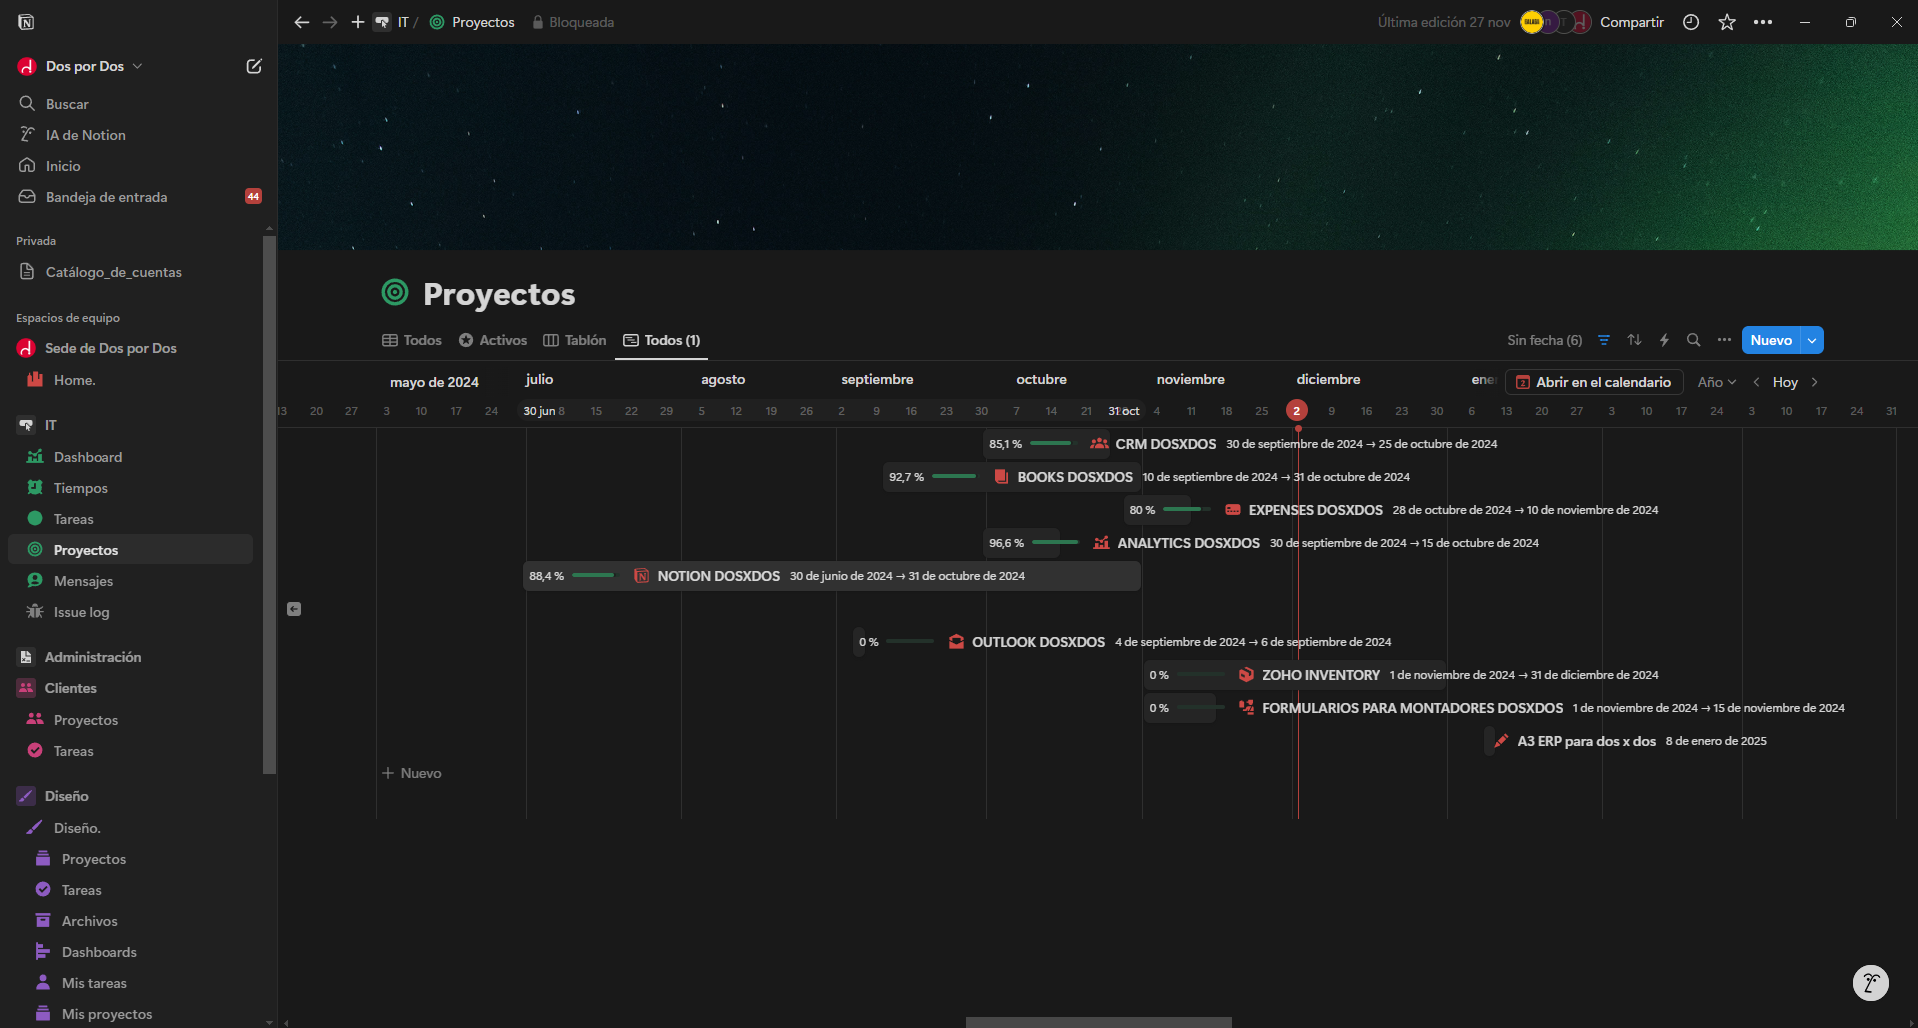 IT / Proyectos Bloqueada
Última edición 27 nov
Compartir
Dos por Dos
Buscar
IA de Notion
Inicio
Bandeja de entrada 44
Privada
Catálogo_de_cuentas
Espacios de equipo
Sede de Dos por Dos
Home.
IT
Dashboard
Tiempos
Tareas
Proyectos
Mensajes
Issue log
Administración
Clientes
Proyectos
Tareas
Diseño
Diseño.
Proyectos
Tareas
Archivos
Dashboards
Mis tareas
Mis proyectos
Proyectos
Todos Activos Tablón Todos (1)
Sin fecha (6) Nuevo
mayo de 2024 julio agosto septiembre octubre noviembre diciembre ene
2 Abrir en el calendario Año Hoy
13 20 27 3 10 17 24 30 jun 8 15 22 29 5 12 19 26 2 9 16 23 30 7 14 21 31 oct 4 11 18 25 2 9 16 23 30 6 13 20 27 3 10 17 24 3 10 17 24 31
85,1 % CRM DOSXDOS 30 de septiembre de 2024 → 25 de octubre de 2024
92,7 % BOOKS DOSXDOS 10 de septiembre de 2024 → 31 de octubre de 2024
80 % EXPENSES DOSXDOS 28 de octubre de 2024 → 10 de noviembre de 2024
96,6 % ANALYTICS DOSXDOS 30 de septiembre de 2024 → 15 de octubre de 2024
88,4 % NOTION DOSXDOS 30 de junio de 2024 → 31 de octubre de 2024
0 % OUTLOOK DOSXDOS 4 de septiembre de 2024 → 6 de septiembre de 2024
0 % ZOHO INVENTORY 1 de noviembre de 2024 → 31 de diciembre de 2024
0 % FORMULARIOS PARA MONTADORES DOSXDOS 1 de noviembre de 2024 → 15 de noviembre de 2024
A3 ERP para dos x dos 8 de enero de 2025
+ Nuevo